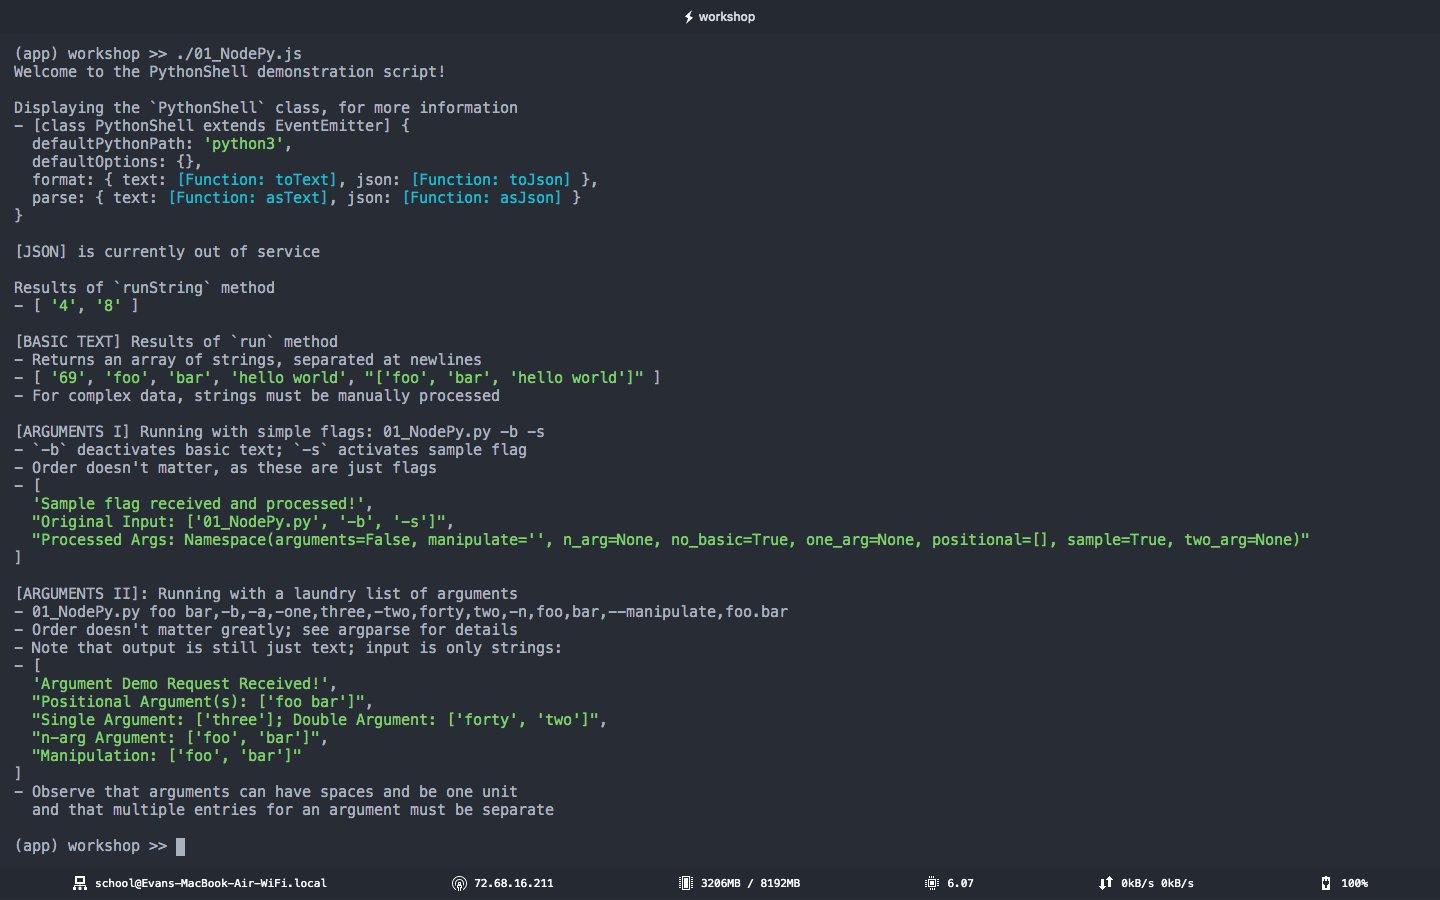 workshop
(app) workshop >> ./01_NodePy.js
Welcome to the PythonShell demonstration script!
Displaying the `PythonShell` class, for more information
- [class PythonShell extends EventEmitter] {
defaultPythonPath: 'python3',
defaultOptions: {},
format: { text: [Function: toText], json: [Function: toJson] },
parse: { text: [Function: asText], json: [Function: asJson] }
}
[JSON] is currently out of service
Results of `runString` method
- [ '4', '8' ]
[BASIC TEXT] Results of `run` method
- Returns an array of strings, separated at newlines
- [ '69', 'foo', 'bar', 'hello world', "['foo', 'bar', 'hello world']" ]
- For complex data, strings must be manually processed
[ARGUMENTS I] Running with simple flags: 01_NodePy.py -b -s
- `-b` deactivates basic text; `-s` activates sample flag
- Order doesn't matter, as these are just flags
- [
'Sample flag received and processed!',
"Original Input: ['01_NodePy.py', '-b', '-s']",
"Processed Args: Namespace(arguments=False, manipulate='', n_arg=None, no_basic=True, one_arg=None, positional=[], sample=True, two_arg=None)"
]
[ARGUMENTS II]: Running with a laundry list of arguments
- 01_NodePy.py foo bar,-b,-a,-one,three,-two,forty,two,-n,foo,bar,--manipulate,foo.bar
- Order doesn't matter greatly; see argparse for details
- Note that output is still just text; input is only strings:
- [
'Argument Demo Request Received!',
"Positional Argument(s): ['foo bar']",
"Single Argument: ['three']; Double Argument: ['forty', 'two']",
"n-arg Argument: ['foo', 'bar']",
"Manipulation: ['foo', 'bar']"
]
- Observe that arguments can have spaces and be one unit
and that multiple entries for an argument must be separate
(app) workshop >>
school@Evans-MacBook-Air-WiFi.local 72.68.16.211 3206MB / 8192MB 6.07 0kB/s 0kB/s 100%